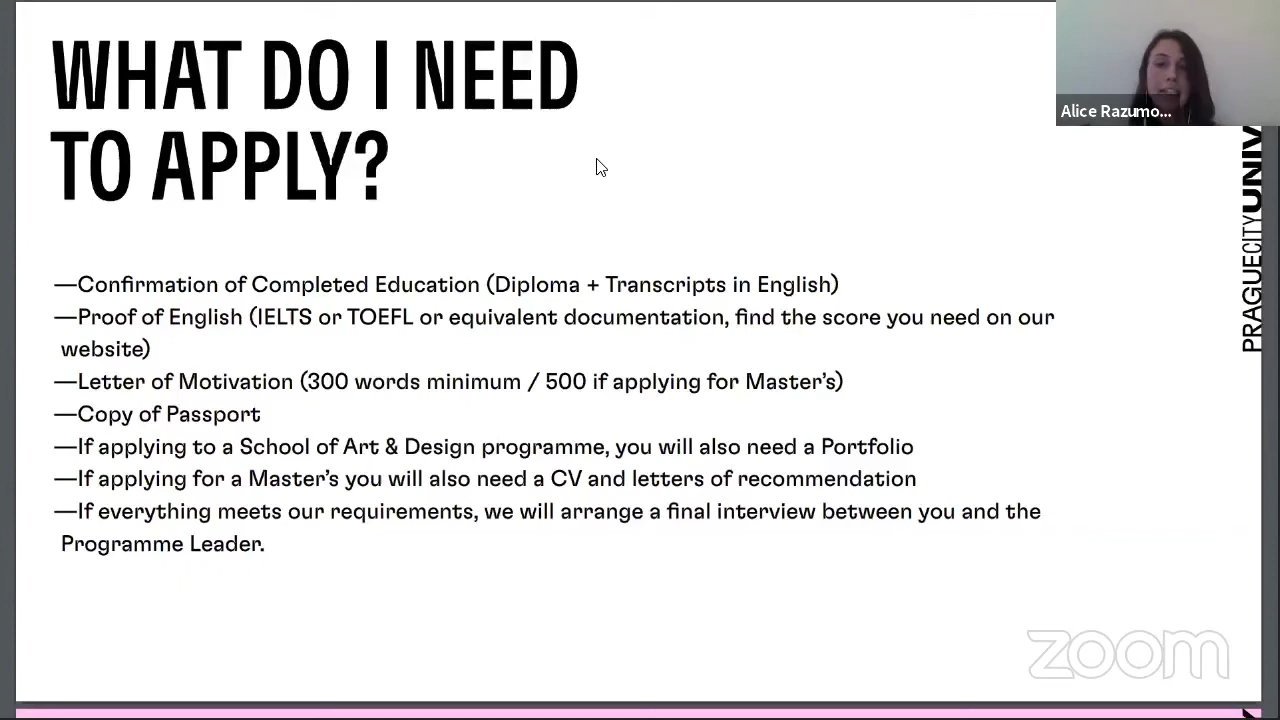 WHAT DO I NEED
TO APPLY?
Alice Razumo...
PRAGUECITYUNIV
—Confirmation of Completed Education (Diploma + Transcripts in English)
—Proof of English (IELTS or TOEFL or equivalent documentation, find the score you need on our
website)
—Letter of Motivation (300 words minimum / 500 if applying for Master's)
—Copy of Passport
—If applying to a School of Art & Design programme, you will also need a Portfolio
—If applying for a Master's you will also need a CV and letters of recommendation
—If everything meets our requirements, we will arrange a final interview between you and the
Programme Leader.
zoom